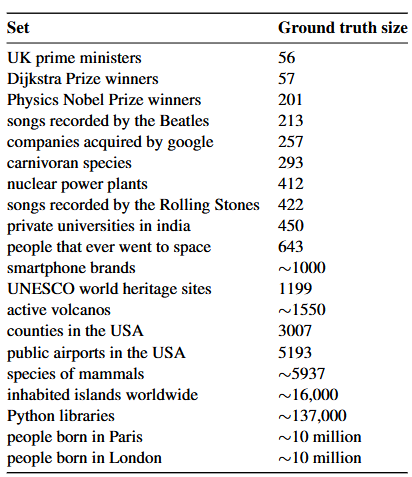 Set Ground truth size
UK prime ministers 56
Dijkstra Prize winners 57
Physics Nobel Prize winners 201
songs recorded by the Beatles 213
companies acquired by google 257
carnivoran species 293
nuclear power plants 412
songs recorded by the Rolling Stones 422
private universities in india 450
people that ever went to space 643
smartphone brands ∼1000
UNESCO world heritage sites 1199
active volcanos ∼1550
counties in the USA 3007
public airports in the USA 5193
species of mammals ∼5937
inhabited islands worldwide ∼16,000
Python libraries ∼137,000
people born in Paris ∼10 million
people born in London ∼10 million